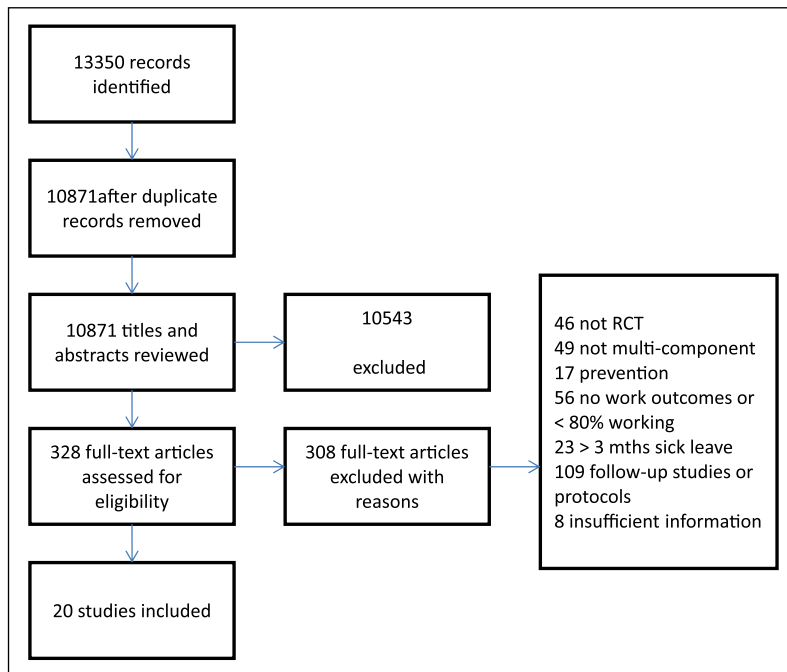 13350 records
identified
10871after duplicate
records removed
10871 titles and
abstracts reviewed
10543
excluded
328 full-text articles
assessed for
eligibility
308 full-text articles
excluded with
reasons
46 not RCT
49 not multi-component
17 prevention
56 no work outcomes or
< 80% working
23 > 3 mths sick leave
109 follow-up studies or
protocols
8 insufficient information
20 studies included